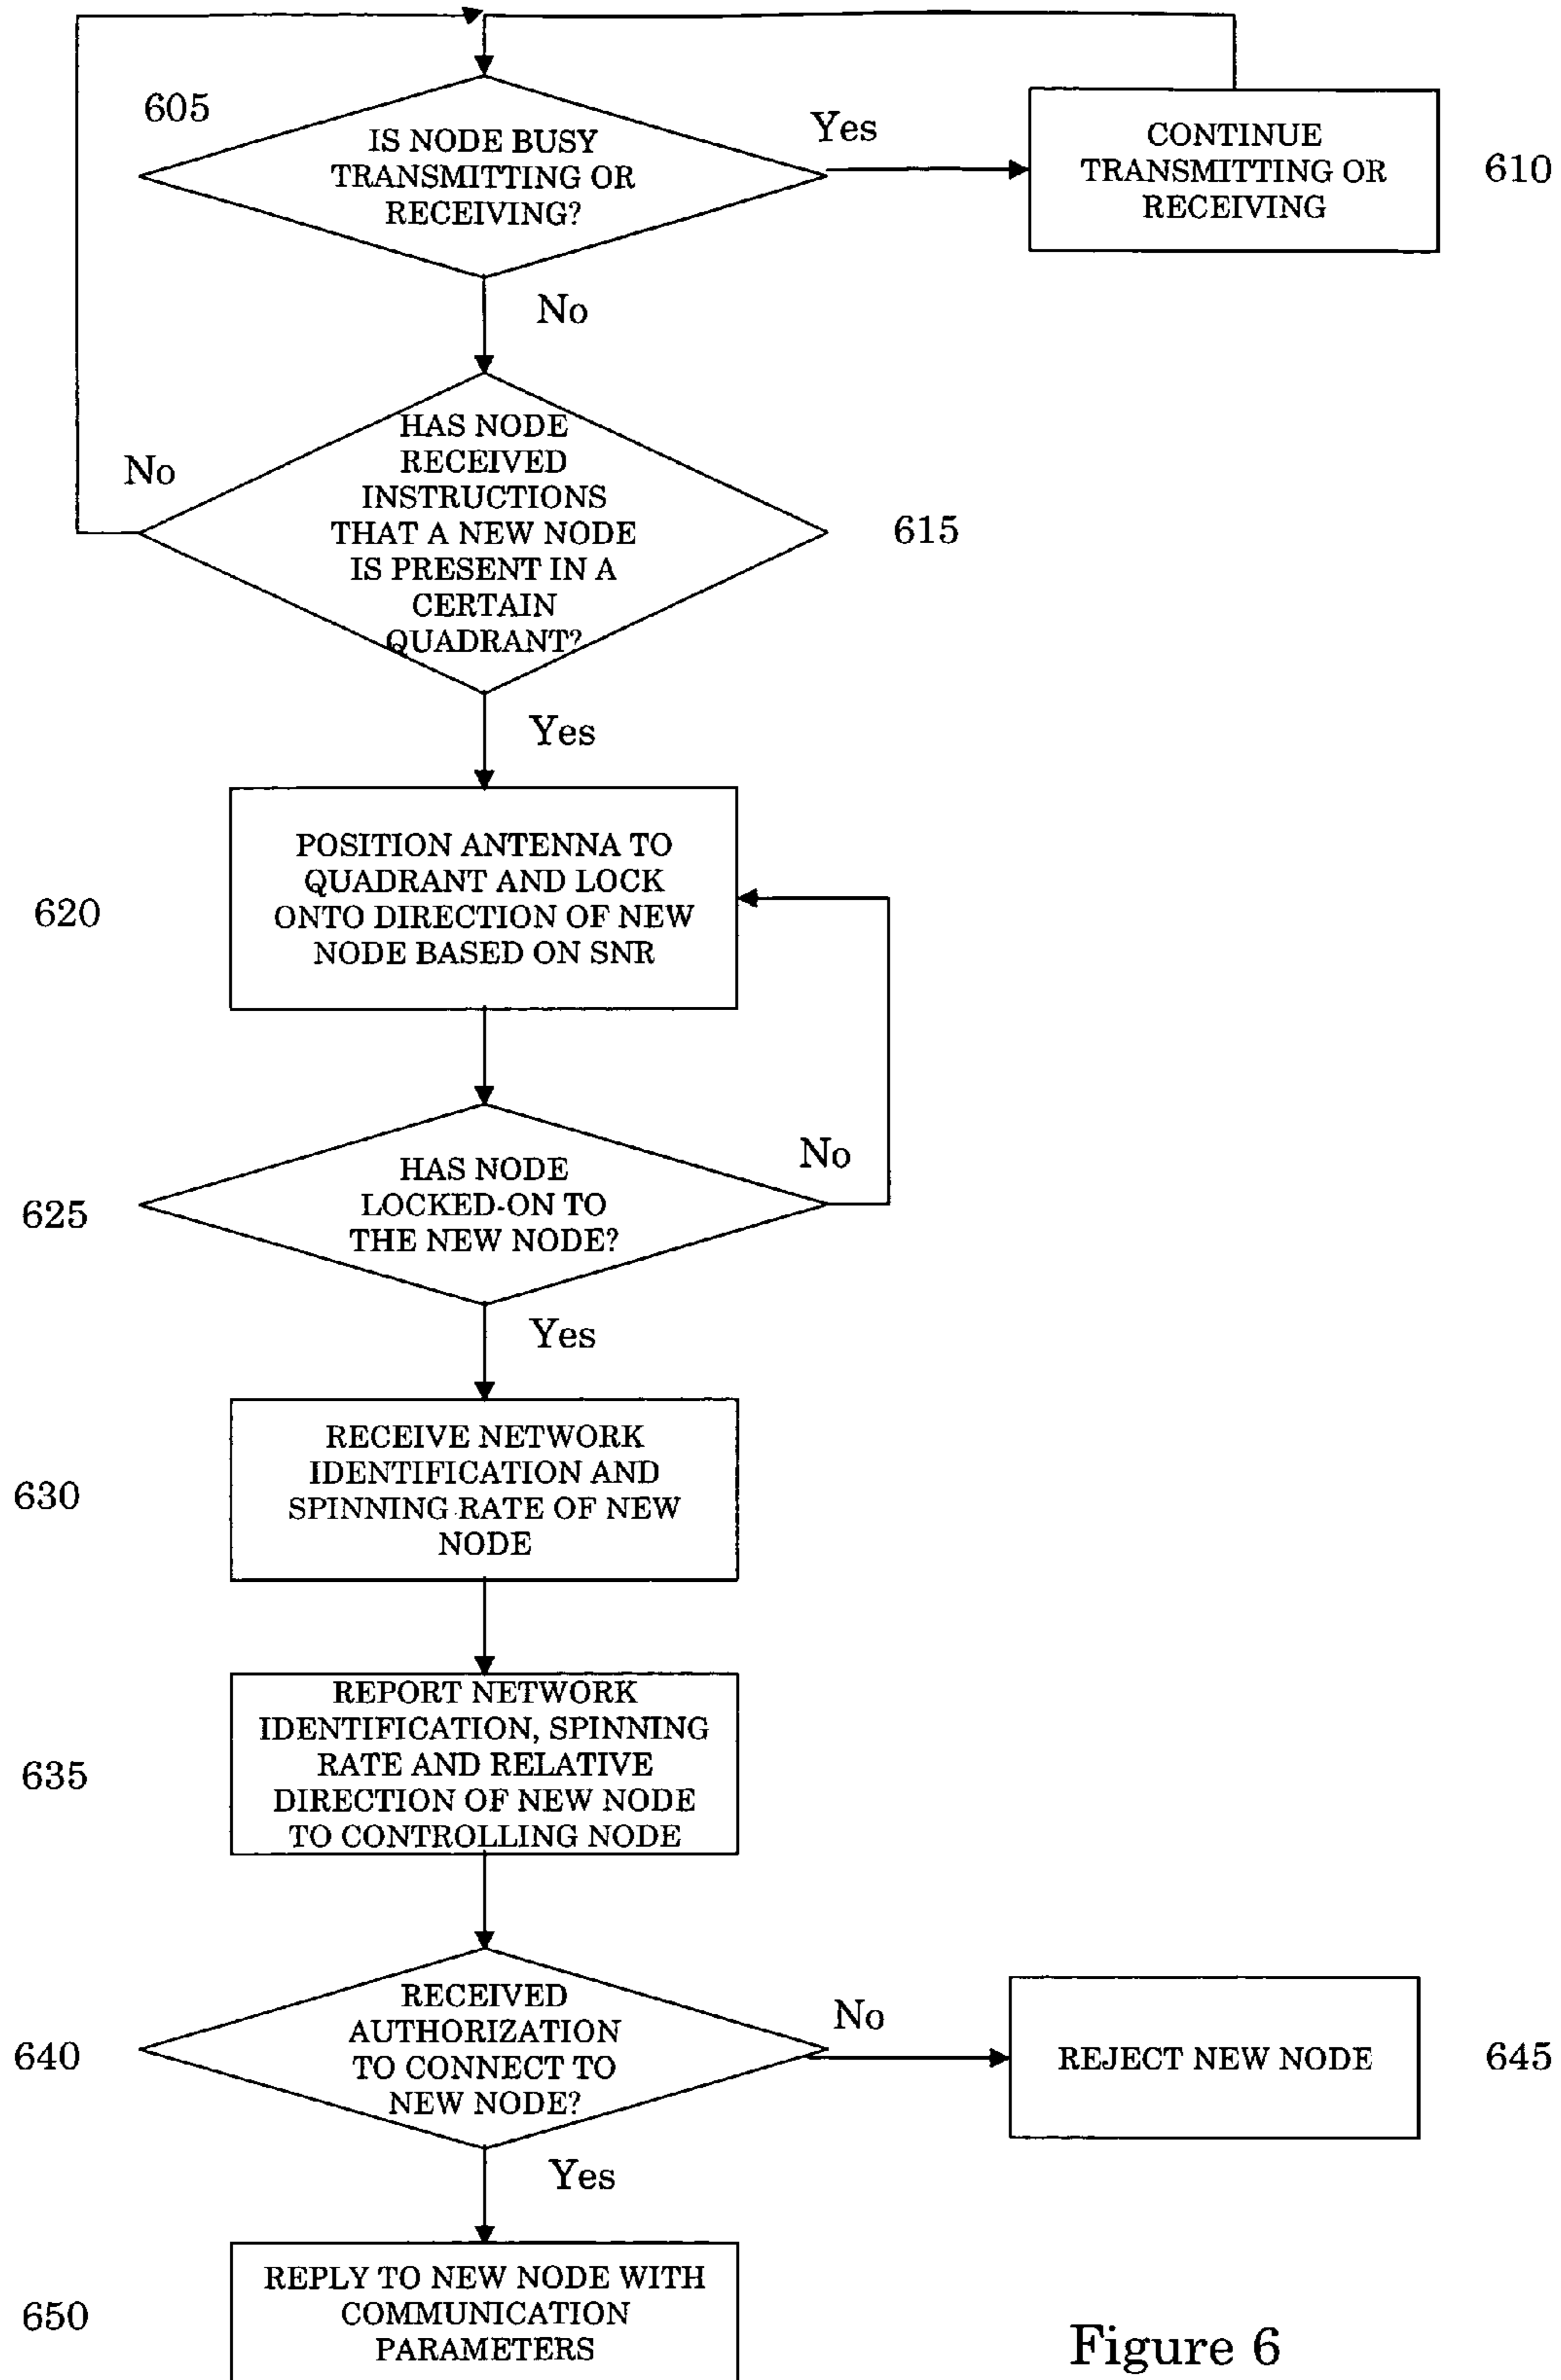 605
IS NODE BUSY
TRANSMITTING OR
RECEIVING?
Yes
CONTINUE
TRANSMITTING OR
RECEIVING
610
No
HAS NODE
RECEIVED
INSTRUCTIONS
THAT A NEW NODE
IS PRESENT IN A
CERTAIN
QUADRANT?
No
615
Yes
620
POSITION ANTENNA TO
QUADRANT AND LOCK
ONTO DIRECTION OF NEW
NODE BASED ON SNR
625
HAS NODE
LOCKED-ON TO
THE NEW NODE?
No
Yes
630
RECEIVE NETWORK
IDENTIFICATION AND
SPINNING RATE OF NEW
NODE
635
REPORT NETWORK
IDENTIFICATION, SPINNING
RATE AND RELATIVE
DIRECTION OF NEW NODE
TO CONTROLLING NODE
640
RECEIVED
AUTHORIZATION
TO CONNECT TO
NEW NODE?
No
REJECT NEW NODE
645
Yes
650
REPLY TO NEW NODE WITH
COMMUNICATION
PARAMETERS
Figure 6